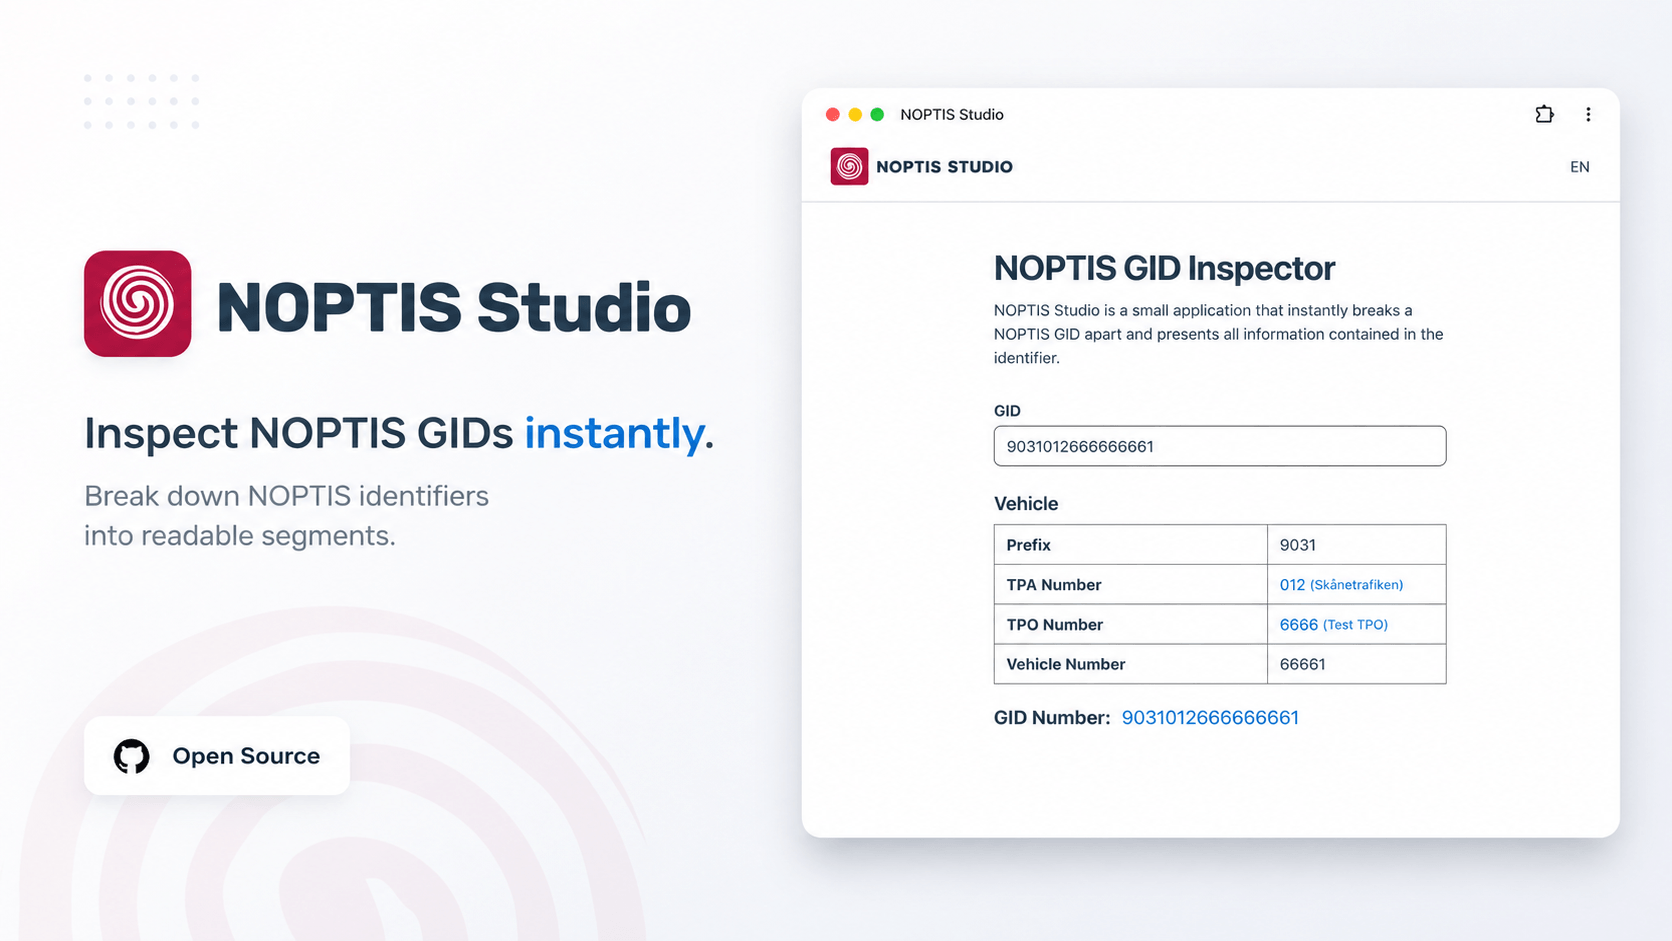 NOPTIS Studio
Inspect NOPTIS GIDs instantly.
Break down NOPTIS identifiers
into readable segments.
Open Source
NOPTIS Studio
NOPTIS STUDIO
EN
NOPTIS GID Inspector
NOPTIS Studio is a small application that instantly breaks a
NOPTIS GID apart and presents all information contained in the
identifier.
GID
9031012666666661
Vehicle
Prefix 9031
TPA Number 012 (Skånetrafiken)
TPO Number 6666 (Test TPO)
Vehicle Number 66661
GID Number: 9031012666666661